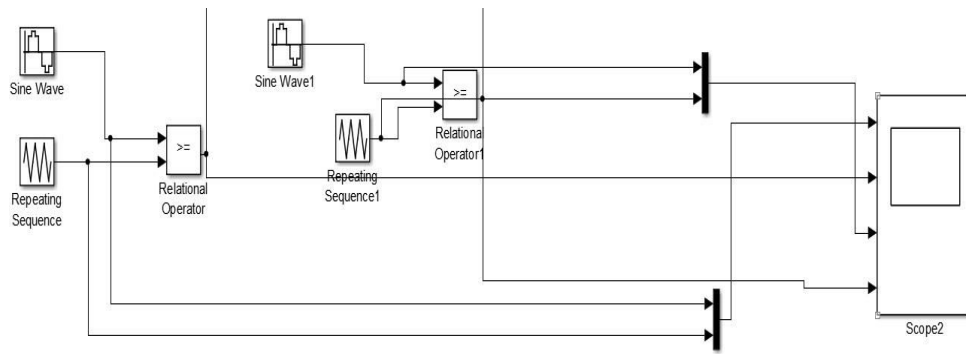 Sine Wave
Sine Wave1
>=
Relational
Operator1
>=
Relational
Operator
Repeating
Sequence
Repeating
Sequence1
Scope2